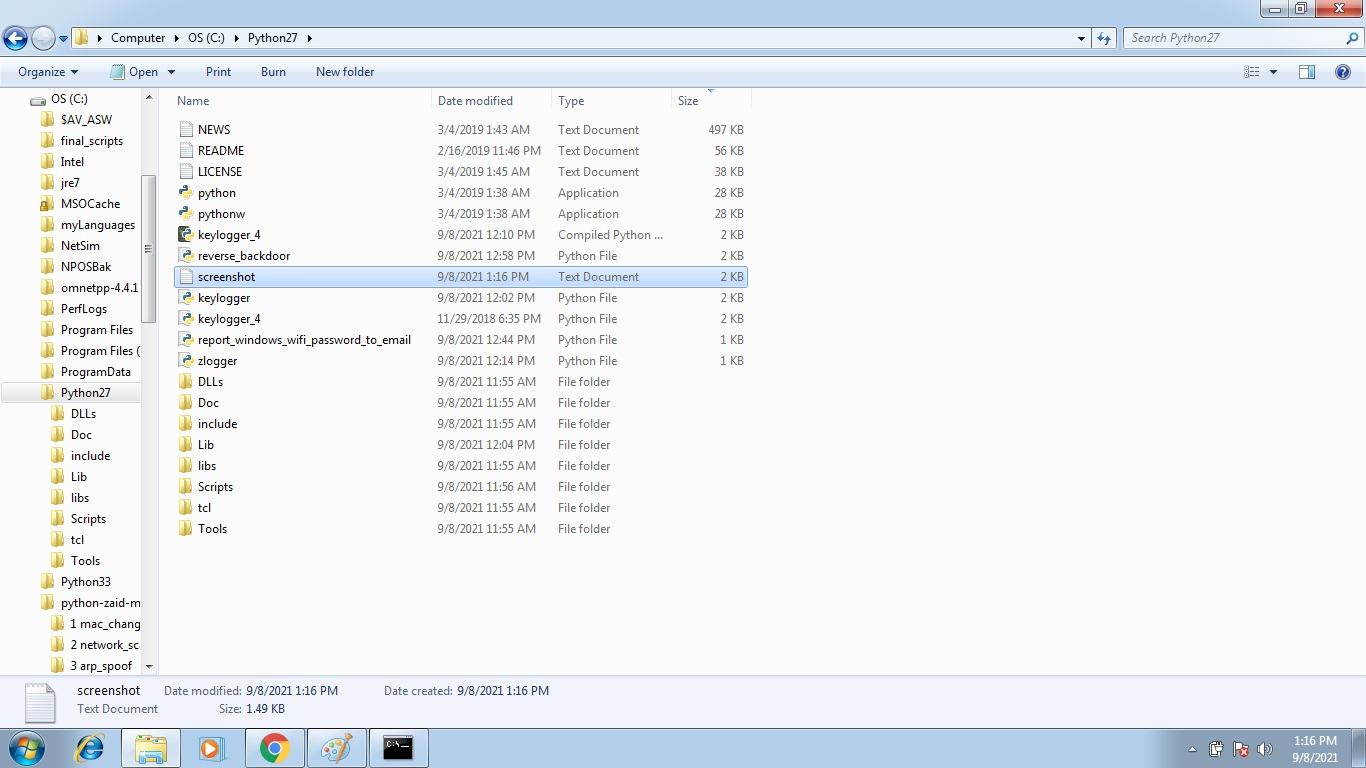 Computer OS (C:) Python27
Search Python27
Organize Open Print Burn New folder
OS (C:)
$AV_ASW
final_scripts
Intel
jre7
MSOCache
myLanguages
NetSim
NPOSBak
omnetpp-4.4.1
PerfLogs
Program Files
Program Files (
ProgramData
Python27
DLLs
Doc
include
Lib
libs
Scripts
tcl
Tools
Python33
python-zaid-m
1 mac_chang
2 network_sc
3 arp_spoof
Name Date modified Type Size
NEWS 3/4/2019 1:43 AM Text Document 497 KB
README 2/16/2019 11:46 PM Text Document 56 KB
LICENSE 3/4/2019 1:45 AM Text Document 38 KB
python 3/4/2019 1:38 AM Application 28 KB
pythonw 3/4/2019 1:38 AM Application 28 KB
keylogger_4 9/8/2021 12:10 PM Compiled Python ... 2 KB
reverse_backdoor 9/8/2021 12:58 PM Python File 2 KB
screenshot 9/8/2021 1:16 PM Text Document 2 KB
keylogger 9/8/2021 12:02 PM Python File 2 KB
keylogger_4 11/29/2018 6:35 PM Python File 2 KB
report_windows_wifi_password_to_email 9/8/2021 12:44 PM Python File 1 KB
zlogger 9/8/2021 12:14 PM Python File 1 KB
DLLs 9/8/2021 11:55 AM File folder
Doc 9/8/2021 11:55 AM File folder
include 9/8/2021 11:55 AM File folder
Lib 9/8/2021 12:04 PM File folder
libs 9/8/2021 11:55 AM File folder
Scripts 9/8/2021 11:56 AM File folder
tcl 9/8/2021 11:55 AM File folder
Tools 9/8/2021 11:55 AM File folder
screenshot Date modified: 9/8/2021 1:16 PM Date created: 9/8/2021 1:16 PM
Text Document Size: 1.49 KB
C:\
1:16 PM
9/8/2021